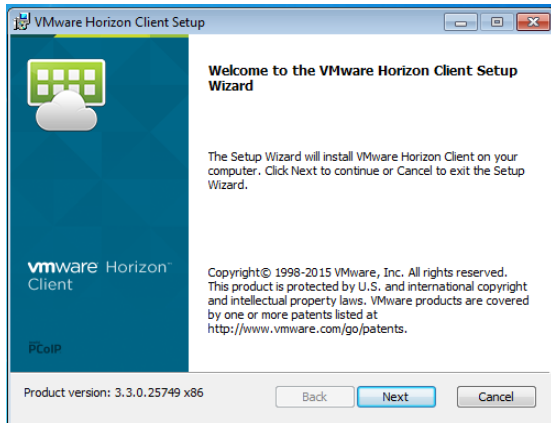 VMware Horizon Client Setup
Welcome to the VMware Horizon Client Setup
Wizard
The Setup Wizard will install VMware Horizon Client on your
computer. Click Next to continue or Cancel to exit the Setup
Wizard.
vmware Horizon™
Client
Copyright© 1998-2015 VMware, Inc. All rights reserved.
This product is protected by U.S. and international copyright
and intellectual property laws. VMware products are covered
by one or more patents listed at
http://www.vmware.com/go/patents.
PCoIP
Product version: 3.3.0.25749 x86
Back
Next
Cancel